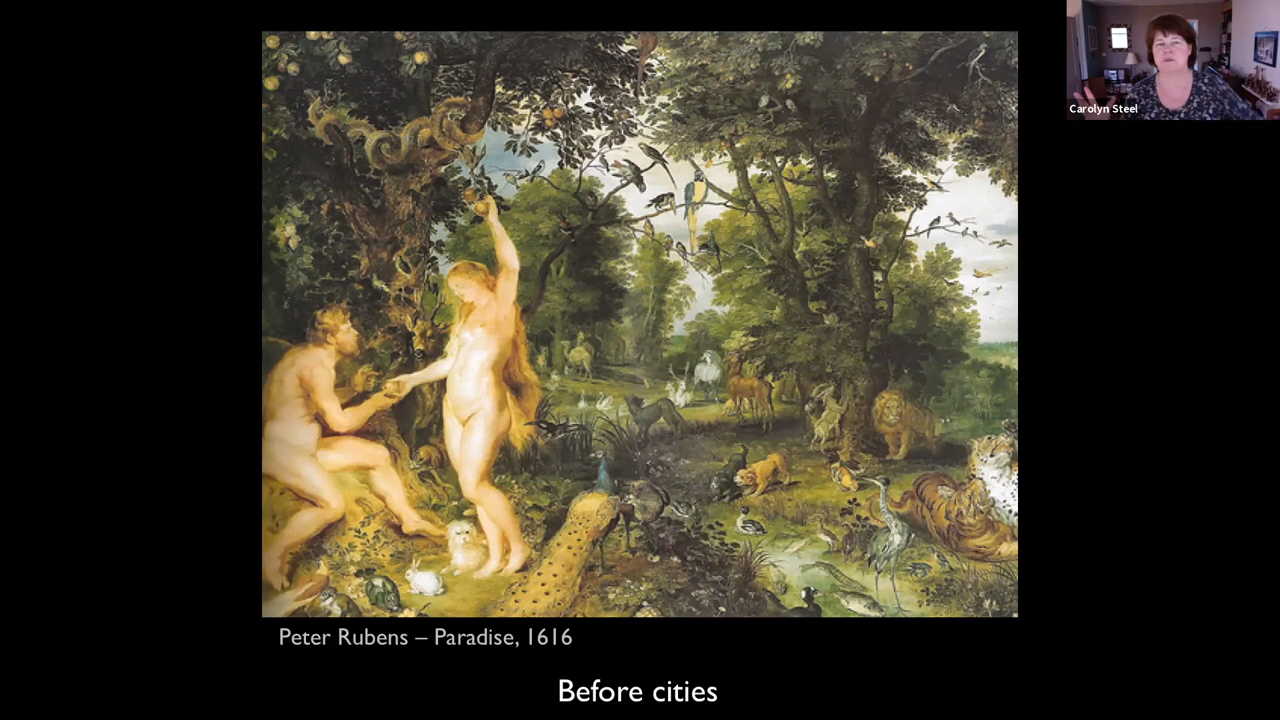 Carolyn Steel
Peter Rubens – Paradise, 1616
Before cities